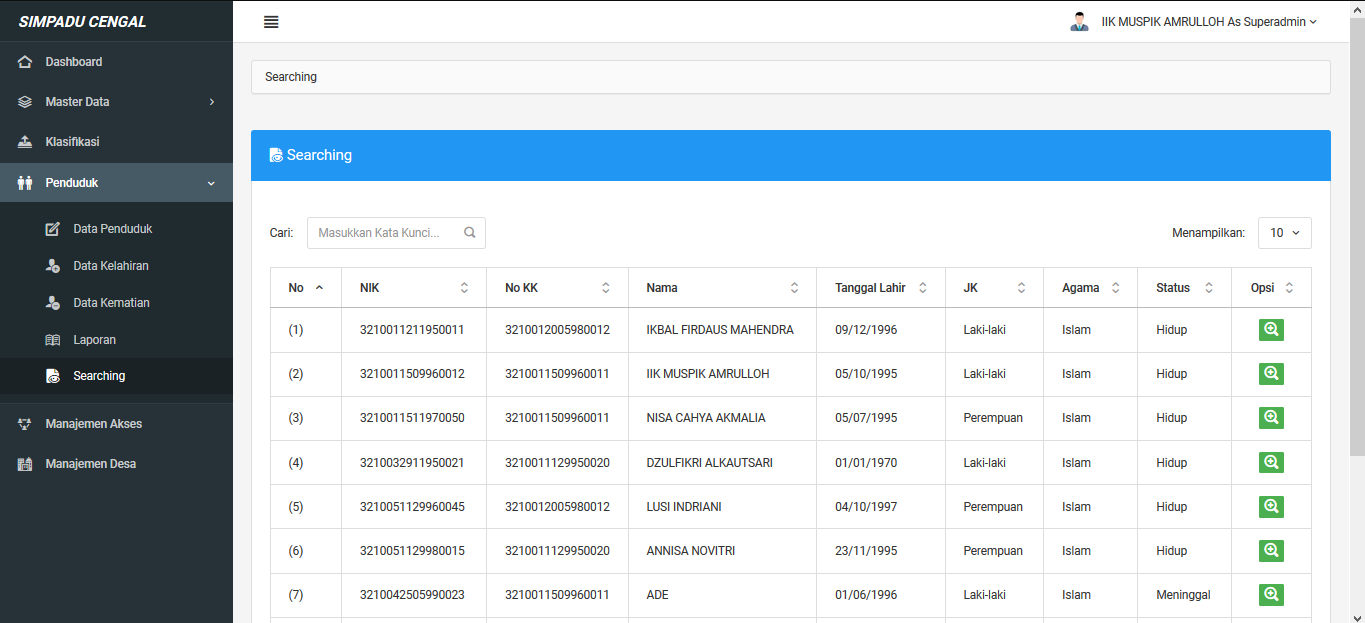 SIMPADU CENGAL
IIK MUSPIK AMRULLOH As Superadmin
Dashboard
Master Data
Klasifikasi
Penduduk
Data Penduduk
Data Kelahiran
Data Kematian
Laporan
Searching
Manajemen Akses
Manajemen Desa
Searching
Searching
Cari: Masukkan Kata Kunci... Menampilkan: 10
No NIK No KK Nama Tanggal Lahir JK Agama Status Opsi
(1) 3210011211950011 3210012005980012 IKBAL FIRDAUS MAHENDRA 09/12/1996 Laki-laki Islam Hidup
(2) 3210011509960012 3210011509960011 IIK MUSPIK AMRULLOH 05/10/1995 Laki-laki Islam Hidup
(3) 3210011511970050 3210011509960011 NISA CAHYA AKMALIA 05/07/1995 Perempuan Islam Hidup
(4) 3210032911950021 3210011129950020 DZULFIKRI ALKAUTSARI 01/01/1970 Laki-laki Islam Hidup
(5) 3210051129960045 3210012005980012 LUSI INDRIANI 04/10/1997 Perempuan Islam Hidup
(6) 3210051129980015 3210011129950020 ANNISA NOVITRI 23/11/1995 Perempuan Islam Hidup
(7) 3210042505990023 3210011509960011 ADE 01/06/1996 Laki-laki Islam Meninggal